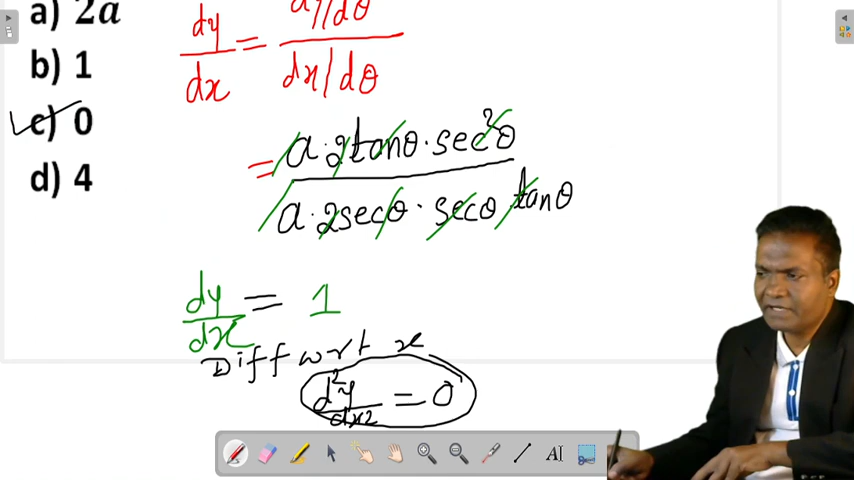 a) 2a
b) 1
c) 0
d) 4
dy/dx = dy/dθ / dx/dθ
= a·2tanθ·sec²θ / a·2secθ·secθ tanθ
dy/dx = 1
Diff wrt x
d²y/dx² = 0
AI